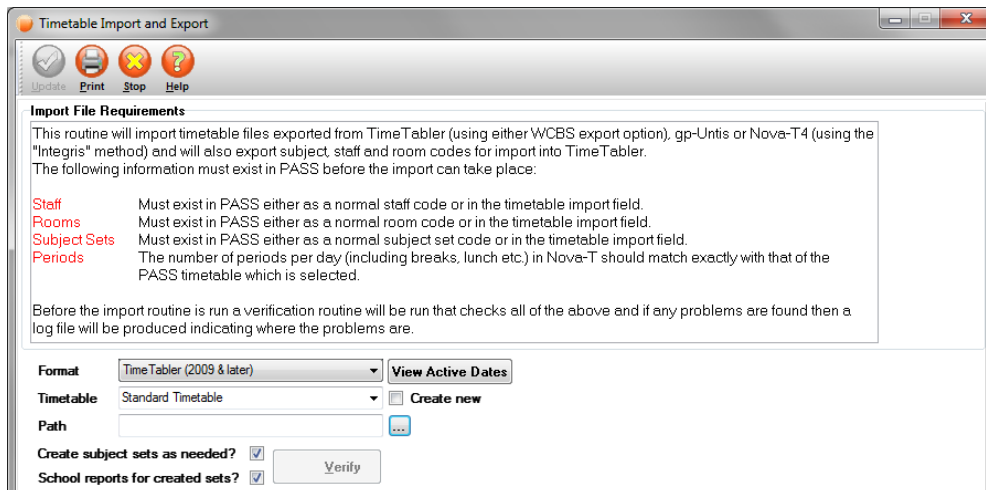 Timetable Import and Export
Update Print Stop Help
Import File Requirements
This routine will import timetable files exported from TimeTabler (using either WCBS export option), gp-Untis or Nova-T4 (using the
"Integris" method) and will also export subject, staff and room codes for import into TimeTabler.
The following information must exist in PASS before the import can take place:
Staff Must exist in PASS either as a normal staff code or in the timetable import field.
Rooms Must exist in PASS either as a normal room code or in the timetable import field.
Subject Sets Must exist in PASS either as a normal subject set code or in the timetable import field.
Periods The number of periods per day (including breaks, lunch etc.) in Nova-T should match exactly with that of the
PASS timetable which is selected.
Before the import routine is run a verification routine will be run that checks all of the above and if any problems are found then a
log file will be produced indicating where the problems are.
Format TimeTabler (2009 & later) View Active Dates
Timetable Standard Timetable Create new
Path ...
Create subject sets as needed?
Verify
School reports for created sets?